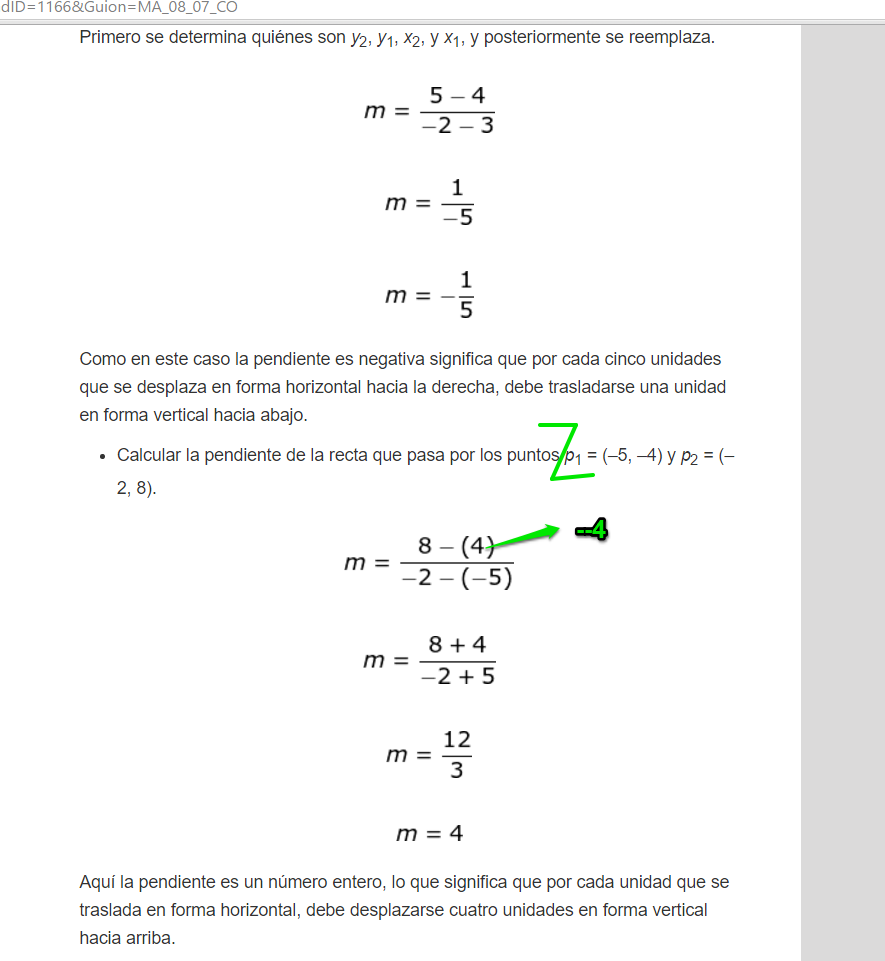 dID=1166&Guion=MA_08_07_CO
Primero se determina quiénes son y₂, y₁, x₂, y x₁, y posteriormente se reemplaza.
m = (5 – 4)/(–2 – 3)
m = 1/(–5)
m = –1/5
Como en este caso la pendiente es negativa significa que por cada cinco unidades
que se desplaza en forma horizontal hacia la derecha, debe trasladarse una unidad
en forma vertical hacia abajo.
• Calcular la pendiente de la recta que pasa por los puntos p₁ = (–5, –4) y p₂ = (–
2, 8).
–4
m = (8 – (4))/(–2 – (–5))
m = (8 + 4)/(–2 + 5)
m = 12/3
m = 4
Aquí la pendiente es un número entero, lo que significa que por cada unidad que se
traslada en forma horizontal, debe desplazarse cuatro unidades en forma vertical
hacia arriba.